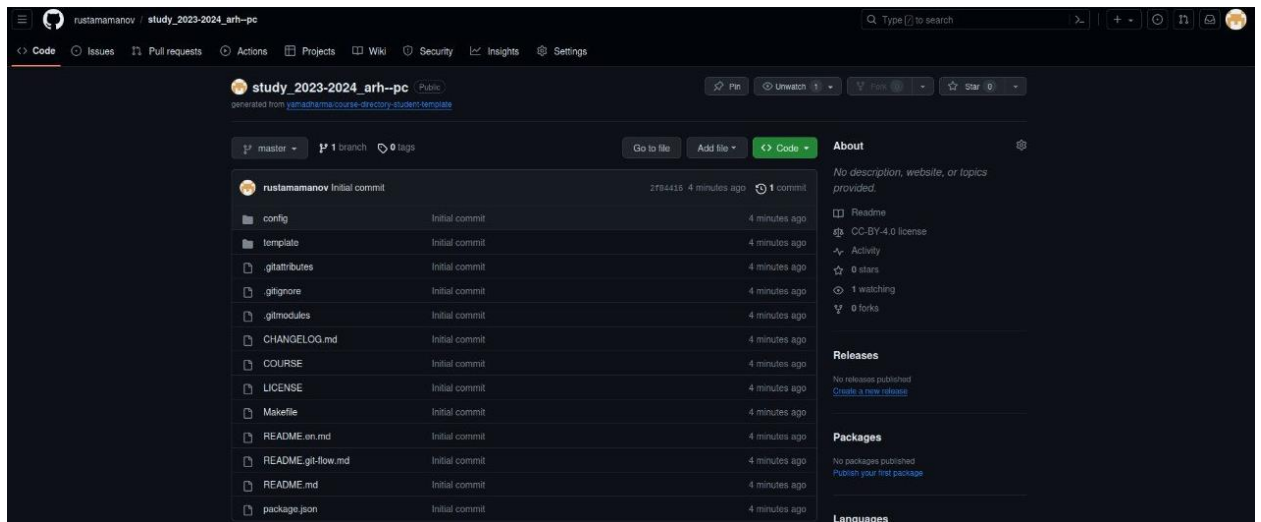 rustamamanov / study_2023-2024_arh--pc
Type / to search
Code Issues Pull requests Actions Projects Wiki Security Insights Settings
study_2023-2024_arh--pc Public
generated from yamadharma/course-directory-student-template
Pin Unwatch 1 Fork 0 Star 0
master 1 branch 0 tags Go to file Add file Code
rustamamanov Initial commit 2f84416 4 minutes ago 1 commit
config Initial commit 4 minutes ago
template Initial commit 4 minutes ago
.gitattributes Initial commit 4 minutes ago
.gitignore Initial commit 4 minutes ago
.gitmodules Initial commit 4 minutes ago
CHANGELOG.md Initial commit 4 minutes ago
COURSE Initial commit 4 minutes ago
LICENSE Initial commit 4 minutes ago
Makefile Initial commit 4 minutes ago
README.en.md Initial commit 4 minutes ago
README.git-flow.md Initial commit 4 minutes ago
README.md Initial commit 4 minutes ago
package.json Initial commit 4 minutes ago
About
No description, website, or topics
provided.
Readme
CC-BY-4.0 license
Activity
0 stars
1 watching
0 forks
Releases
No releases published
Create a new release
Packages
No packages published
Publish your first package
Languages